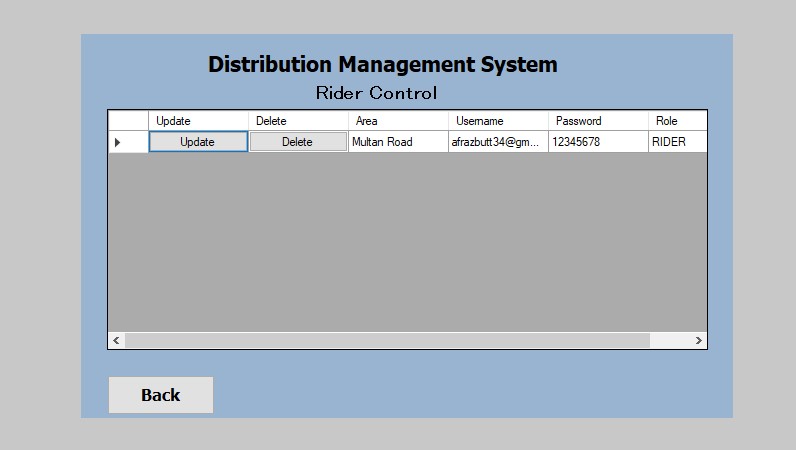 Distribution Management System
Rider Control
Update Delete Area Username Password Role
Update Delete Multan Road afrazbutt34@gm... 12345678 RIDER
Back